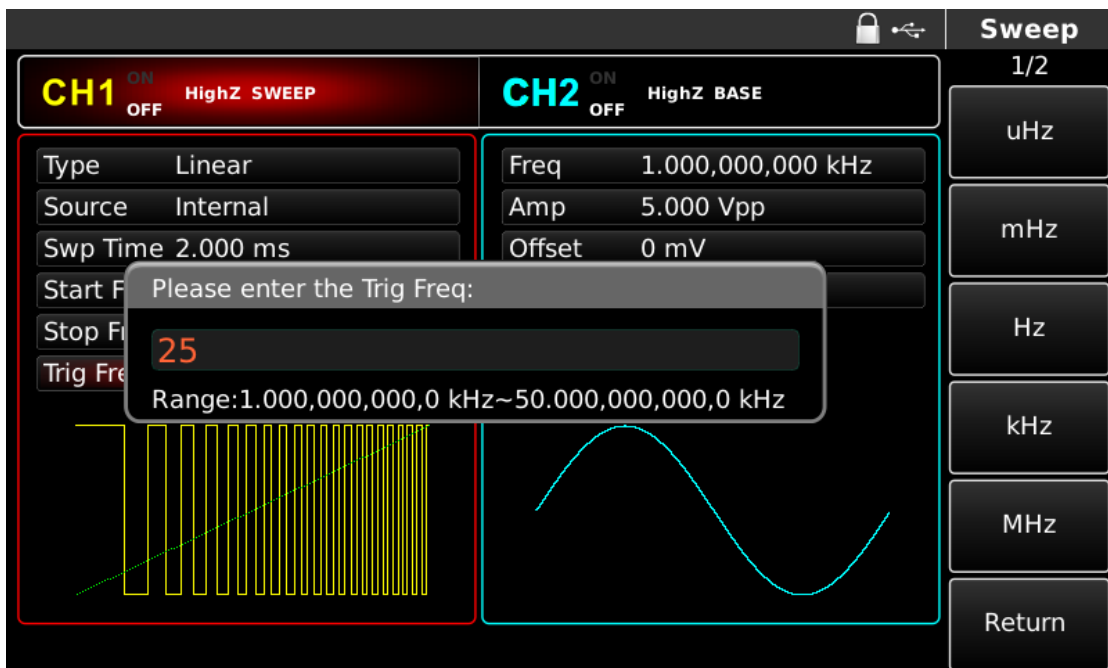 Sweep
1/2
CH1 ON OFF HighZ SWEEP
CH2 ON OFF HighZ BASE
Type Linear
Source Internal
Swp Time 2.000 ms
Start F
Stop Fr
Trig Fre
Freq 1.000,000,000 kHz
Amp 5.000 Vpp
Offset 0 mV
Please enter the Trig Freq:
25
Range:1.000,000,000,0 kHz~50.000,000,000,0 kHz
uHz
mHz
Hz
kHz
MHz
Return